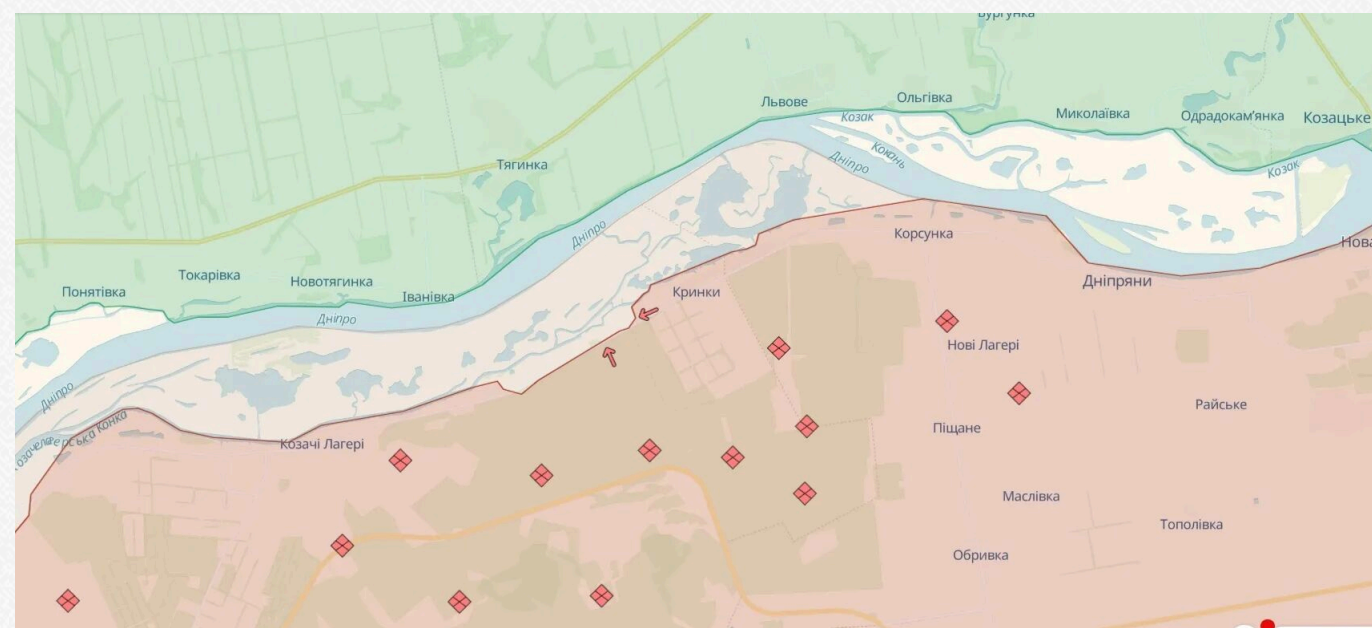 Бургунка
Львове
Ольгівка
Козак
Миколаївка
Одрадокам'янка
Козацьке
Тягинка
Кокань
Дніпро
Козак
Дніпро
Корсунка
Нова
Токарівка
Понятівка
Новотягинка
Іванівка
Дніпро
Кринки
Дніпряни
Нові Лагері
Дніпро
Райське
Козачі Лагері
Піщане
Маслівка
Тополівка
Обривка